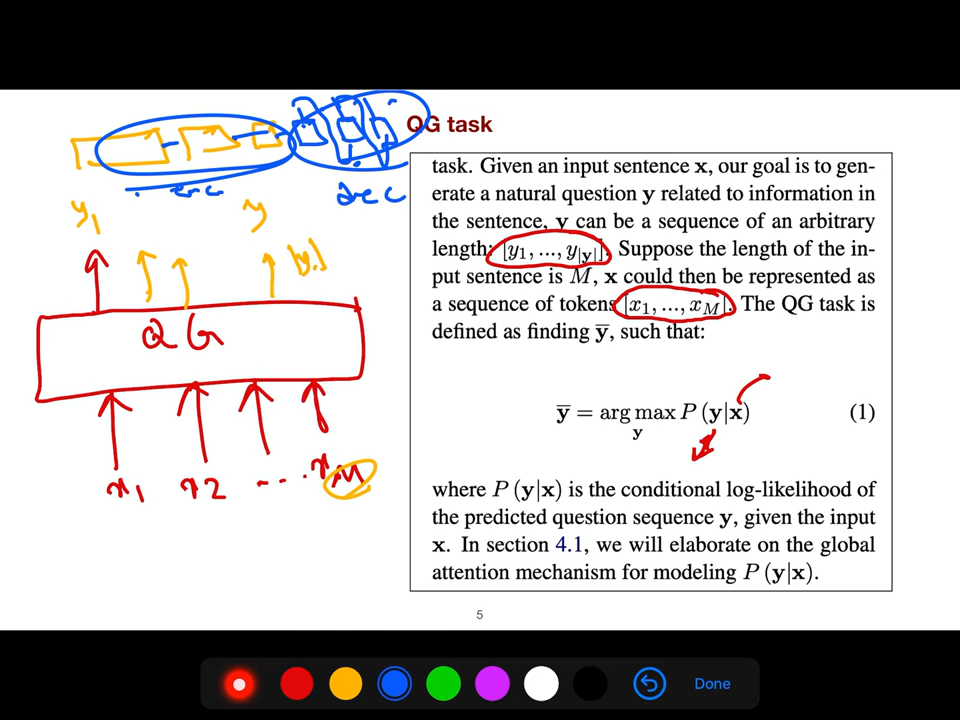 QG task
enc
dec
y1
y
|y|
QG
x1 x2 .... xM
task. Given an input sentence x, our goal is to gen-
erate a natural question y related to information in
the sentence, y can be a sequence of an arbitrary
length: [y1, ..., y|y|]. Suppose the length of the in-
put sentence is M, x could then be represented as
a sequence of tokens [x1, ..., xM]. The QG task is
defined as finding y̅, such that:
y̅ = arg max P (y|x) (1)
y
where P (y|x) is the conditional log-likelihood of
the predicted question sequence y, given the input
x. In section 4.1, we will elaborate on the global
attention mechanism for modeling P (y|x).
5
Done